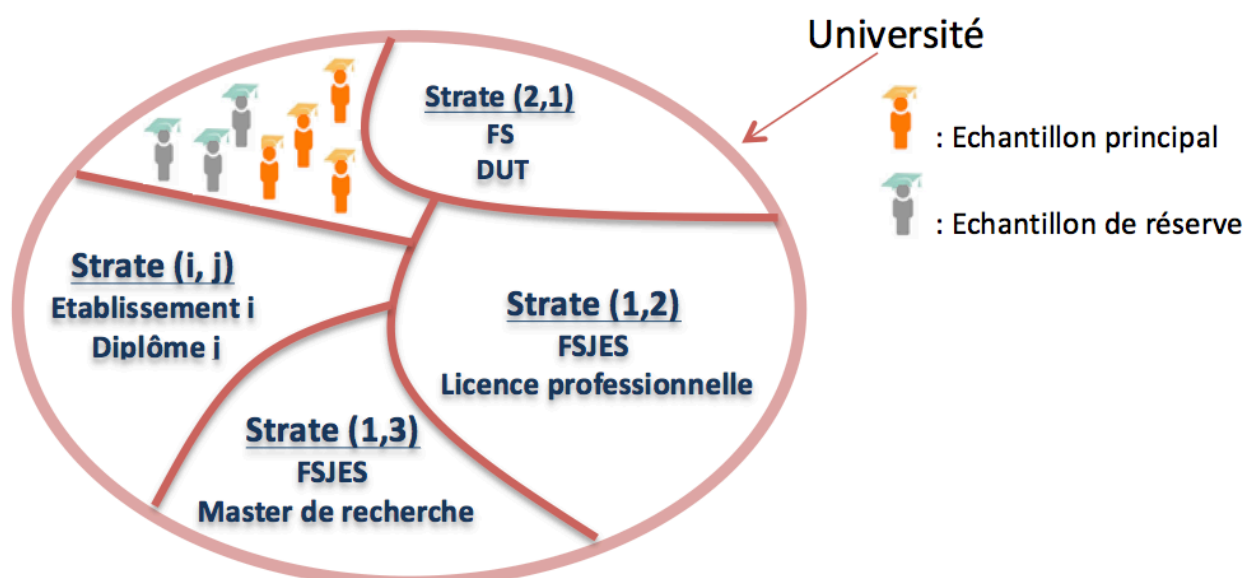 Université
: Echantillon principal
: Echantillon de réserve
Strate (2,1)
FS
DUT
Strate (i, j)
Etablissement i
Diplôme j
Strate (1,2)
FSJES
Licence professionnelle
Strate (1,3)
FSJES
Master de recherche